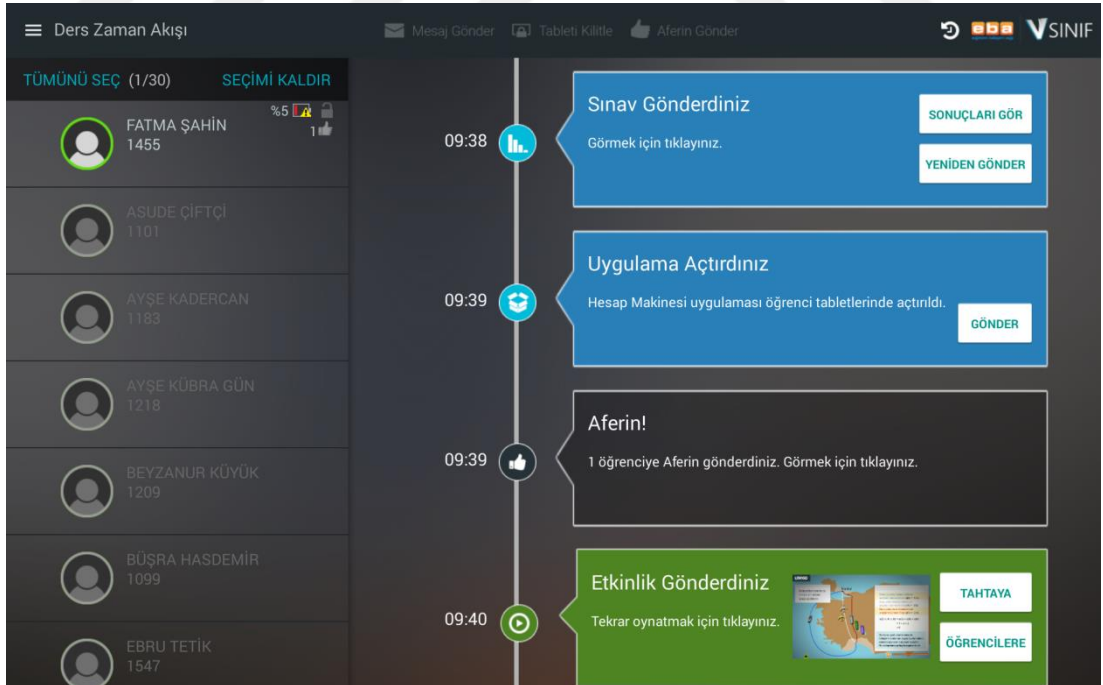 Ders Zaman Akışı
Mesaj Gönder
Tableti Kilitle
Aferin Gönder
eba
VSINIF
TÜMÜNÜ SEÇ (1/30)
SEÇİMİ KALDIR
FATMA ŞAHİN
1455
%5
1
ASUDE ÇİFTÇİ
1101
AYŞE KADERCAN
1183
AYŞE KÜBRA GÜN
1218
BEYZANUR KÜYÜK
1209
BÜŞRA HASDEMİR
1099
EBRU TETİK
1547
09:38
Sınav Gönderdiniz
Görmek için tıklayınız.
SONUÇLARI GÖR
YENİDEN GÖNDER
09:39
Uygulama Açtırdınız
Hesap Makinesi uygulaması öğrenci tabletlerinde açtırıldı.
GÖNDER
09:39
Aferin!
1 öğrenciye Aferin gönderdiniz. Görmek için tıklayınız.
09:40
Etkinlik Gönderdiniz
Tekrar oynatmak için tıklayınız.
TAHTAYA
ÖĞRENCİLERE